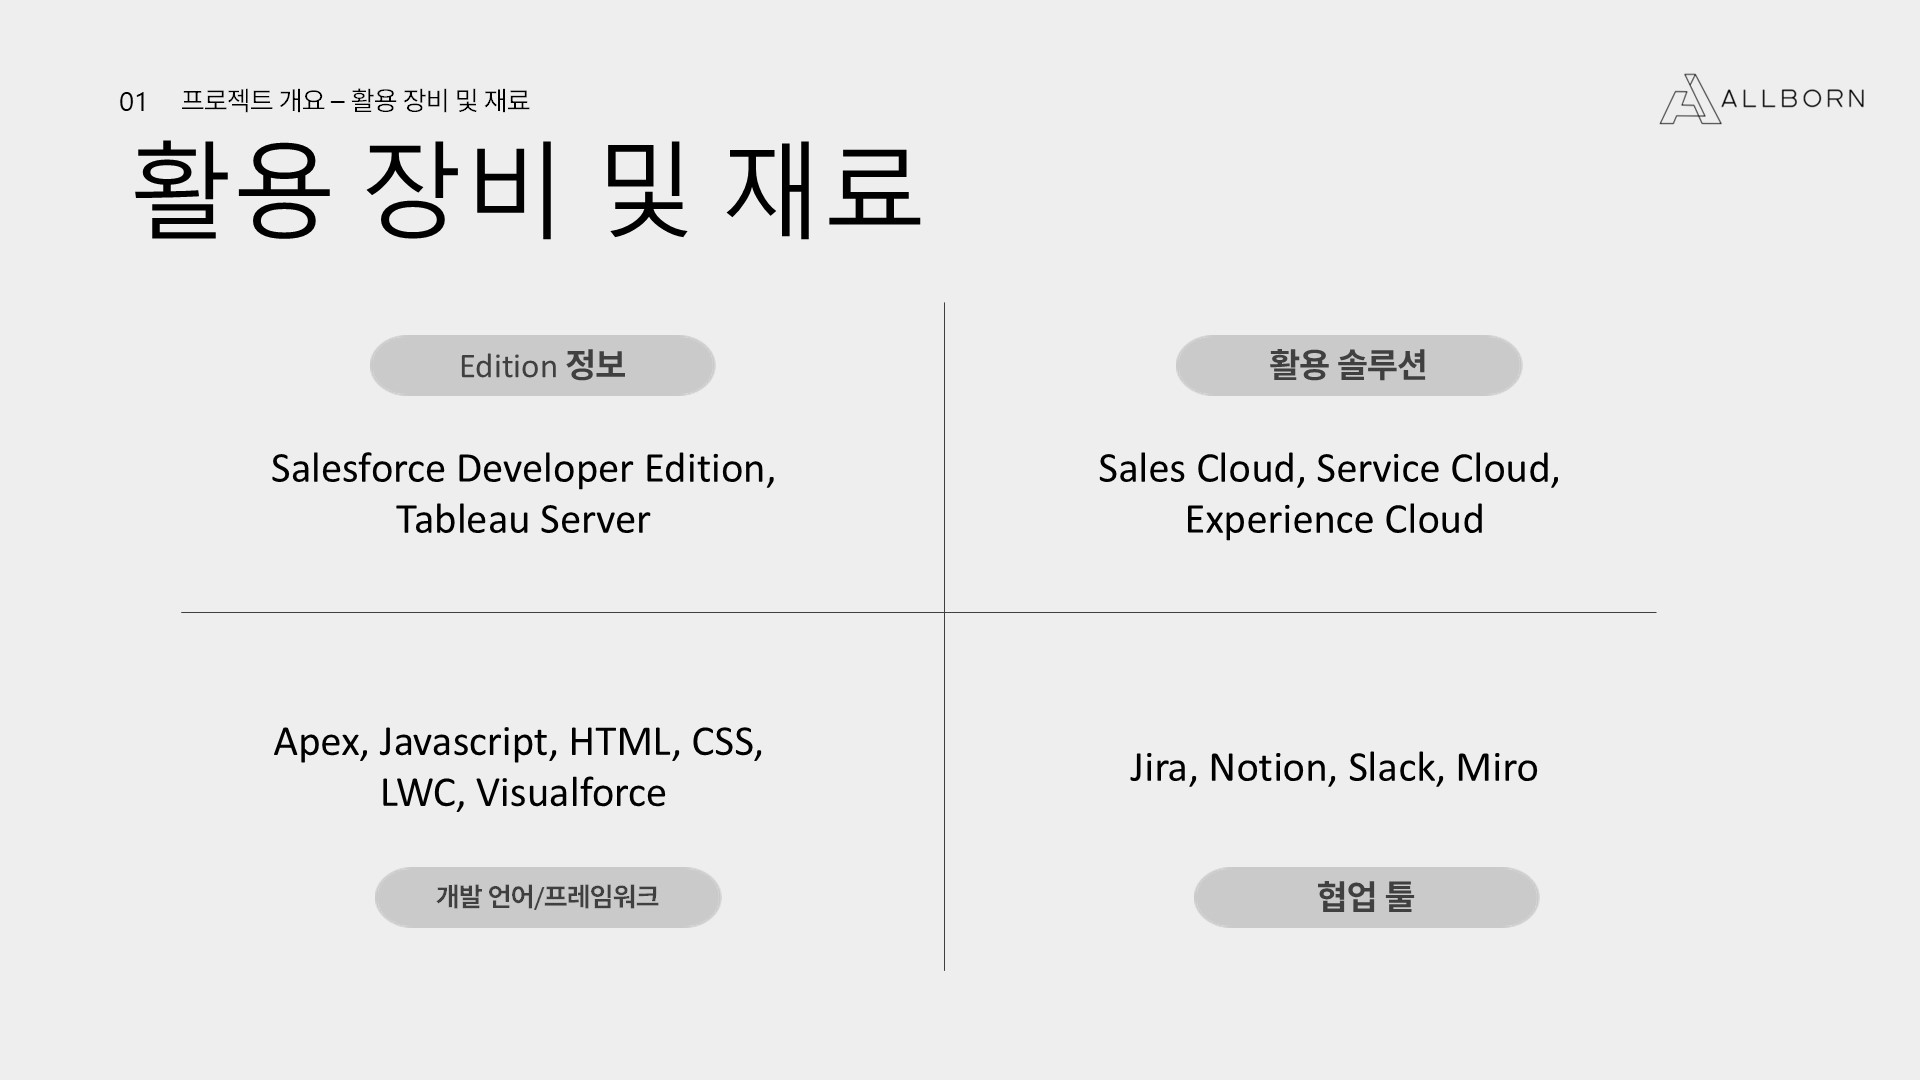 01 프로젝트 개요 – 활용 장비 및 재료
ALLBORN
활용 장비 및 재료
Edition 정보
Salesforce Developer Edition,
Tableau Server
활용 솔루션
Sales Cloud, Service Cloud,
Experience Cloud
Apex, Javascript, HTML, CSS,
LWC, Visualforce
개발 언어/프레임워크
Jira, Notion, Slack, Miro
협업 툴